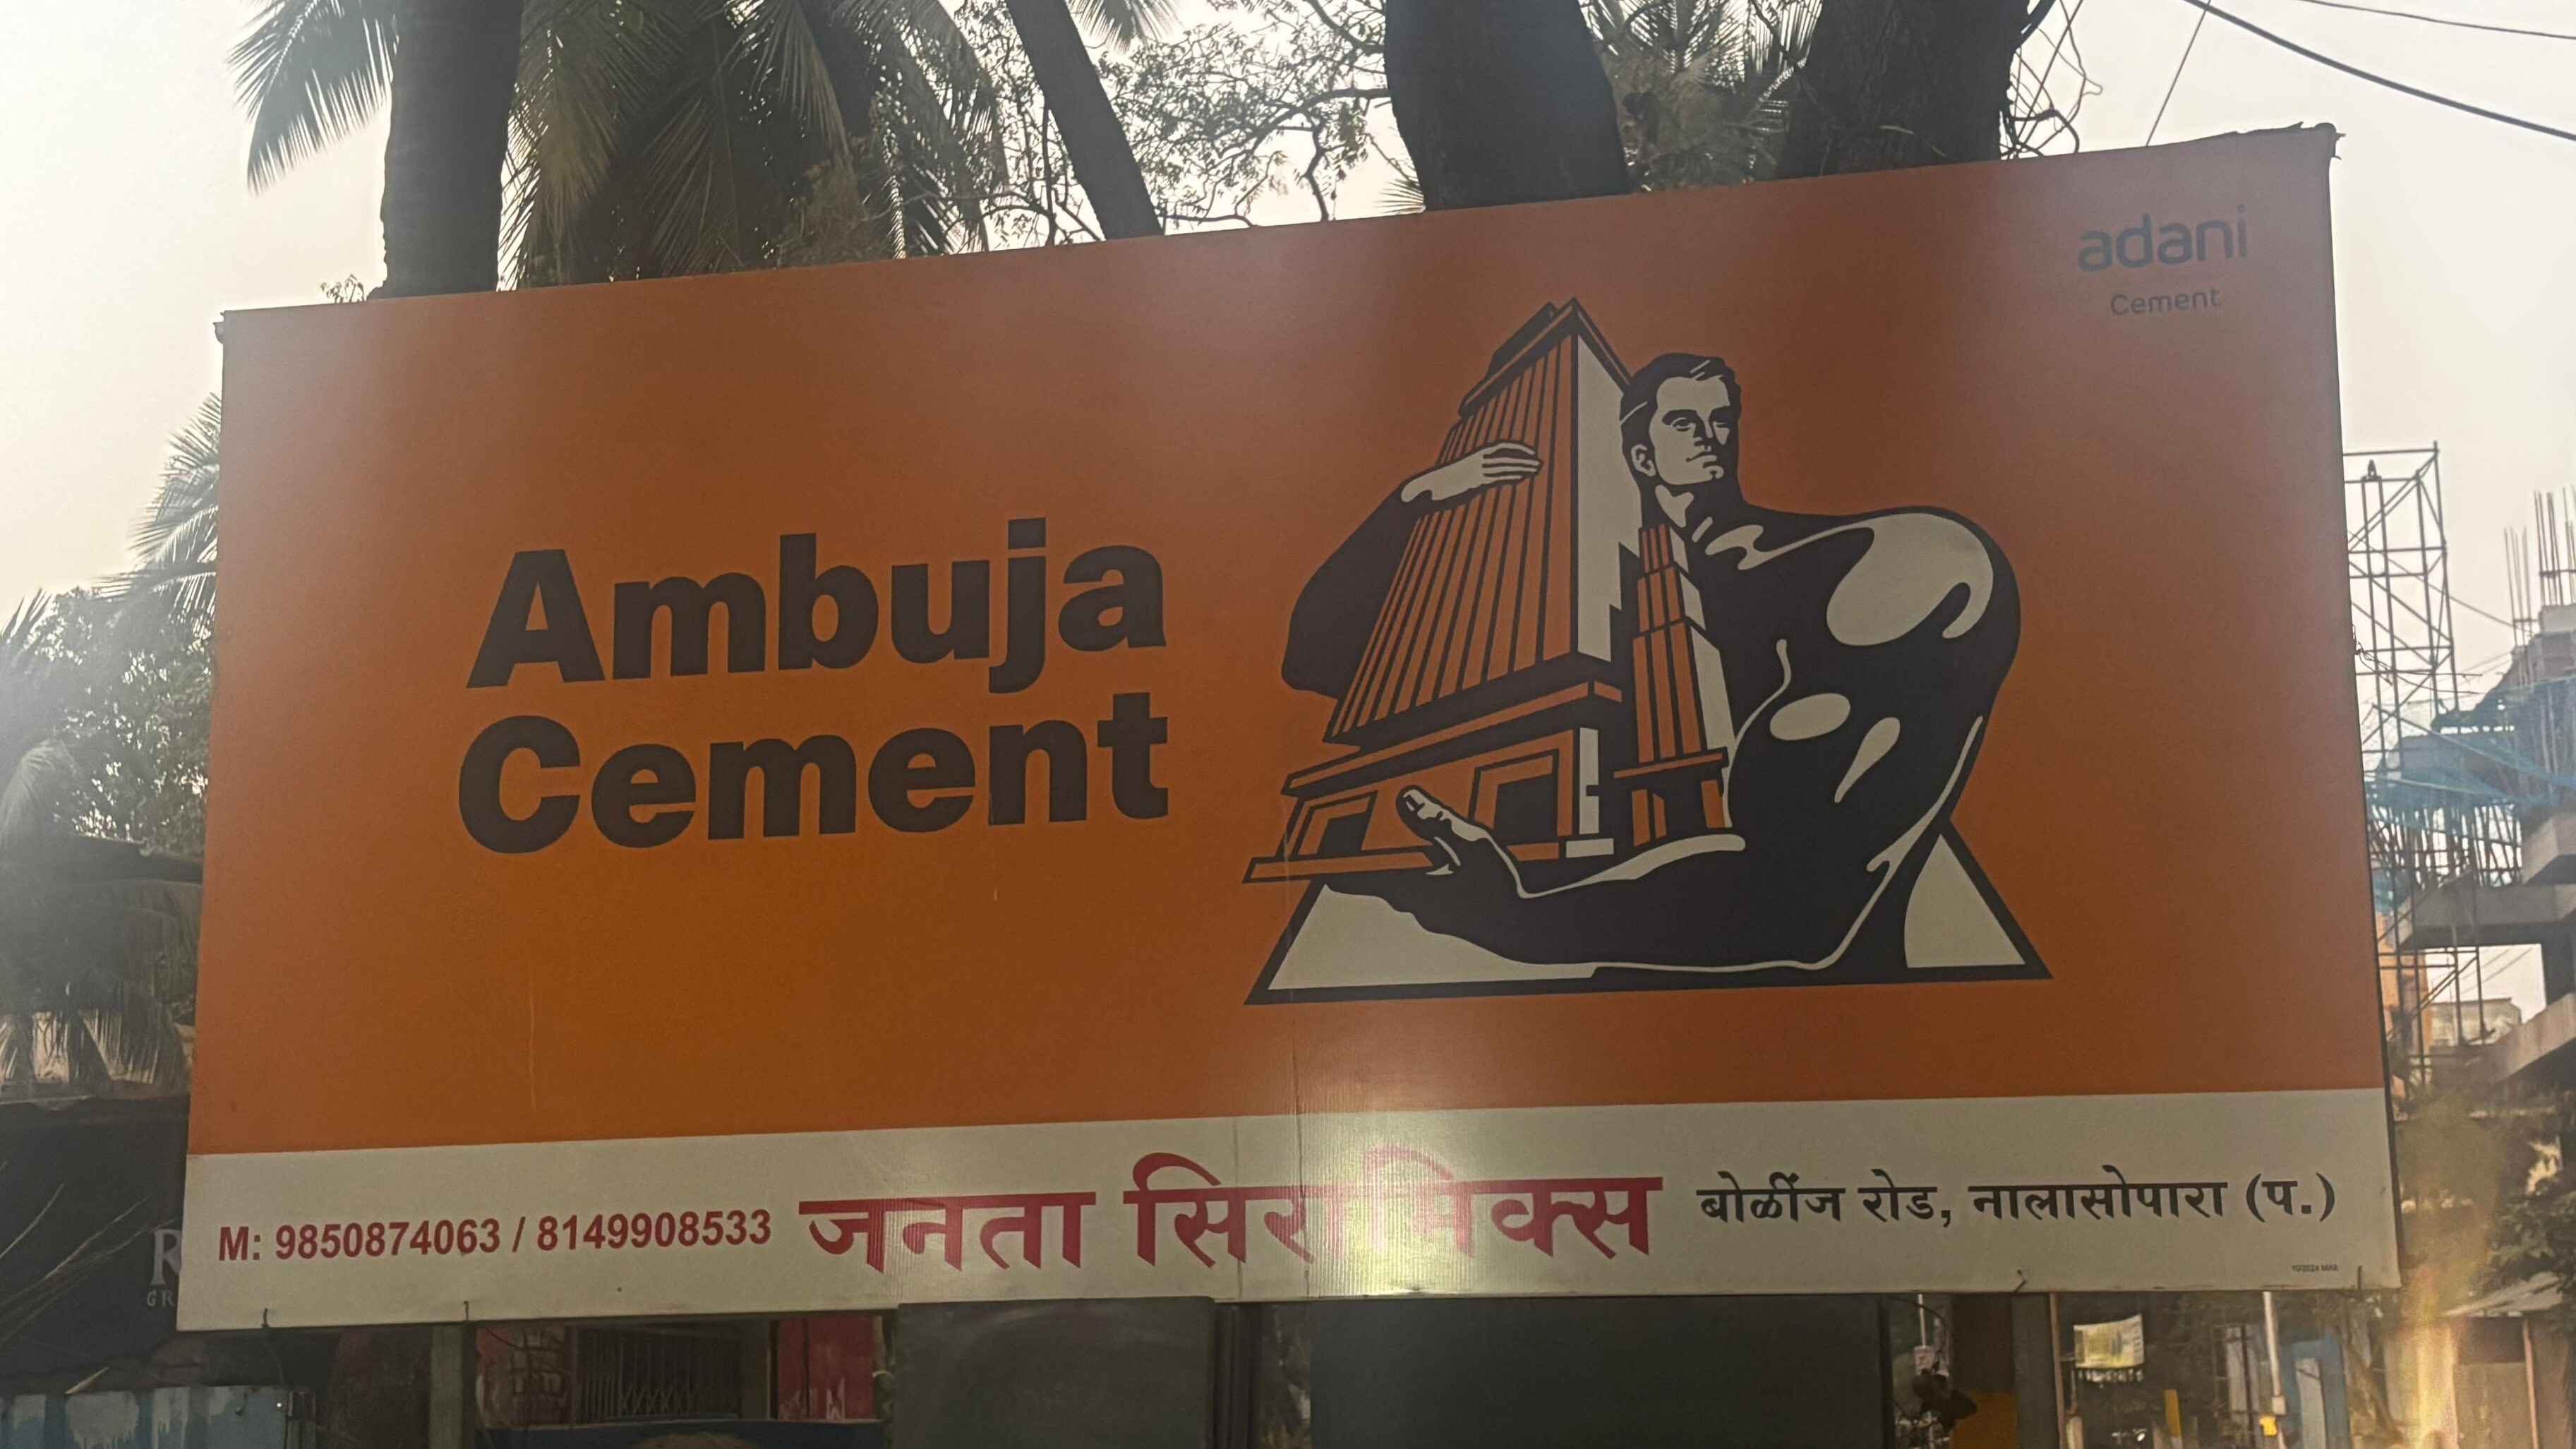 adani
Cement
Ambuja
Cement
M: 9850874063 / 8149908533 जनता सिरामिक्स बोळींज रोड, नालासोपारा (प.)